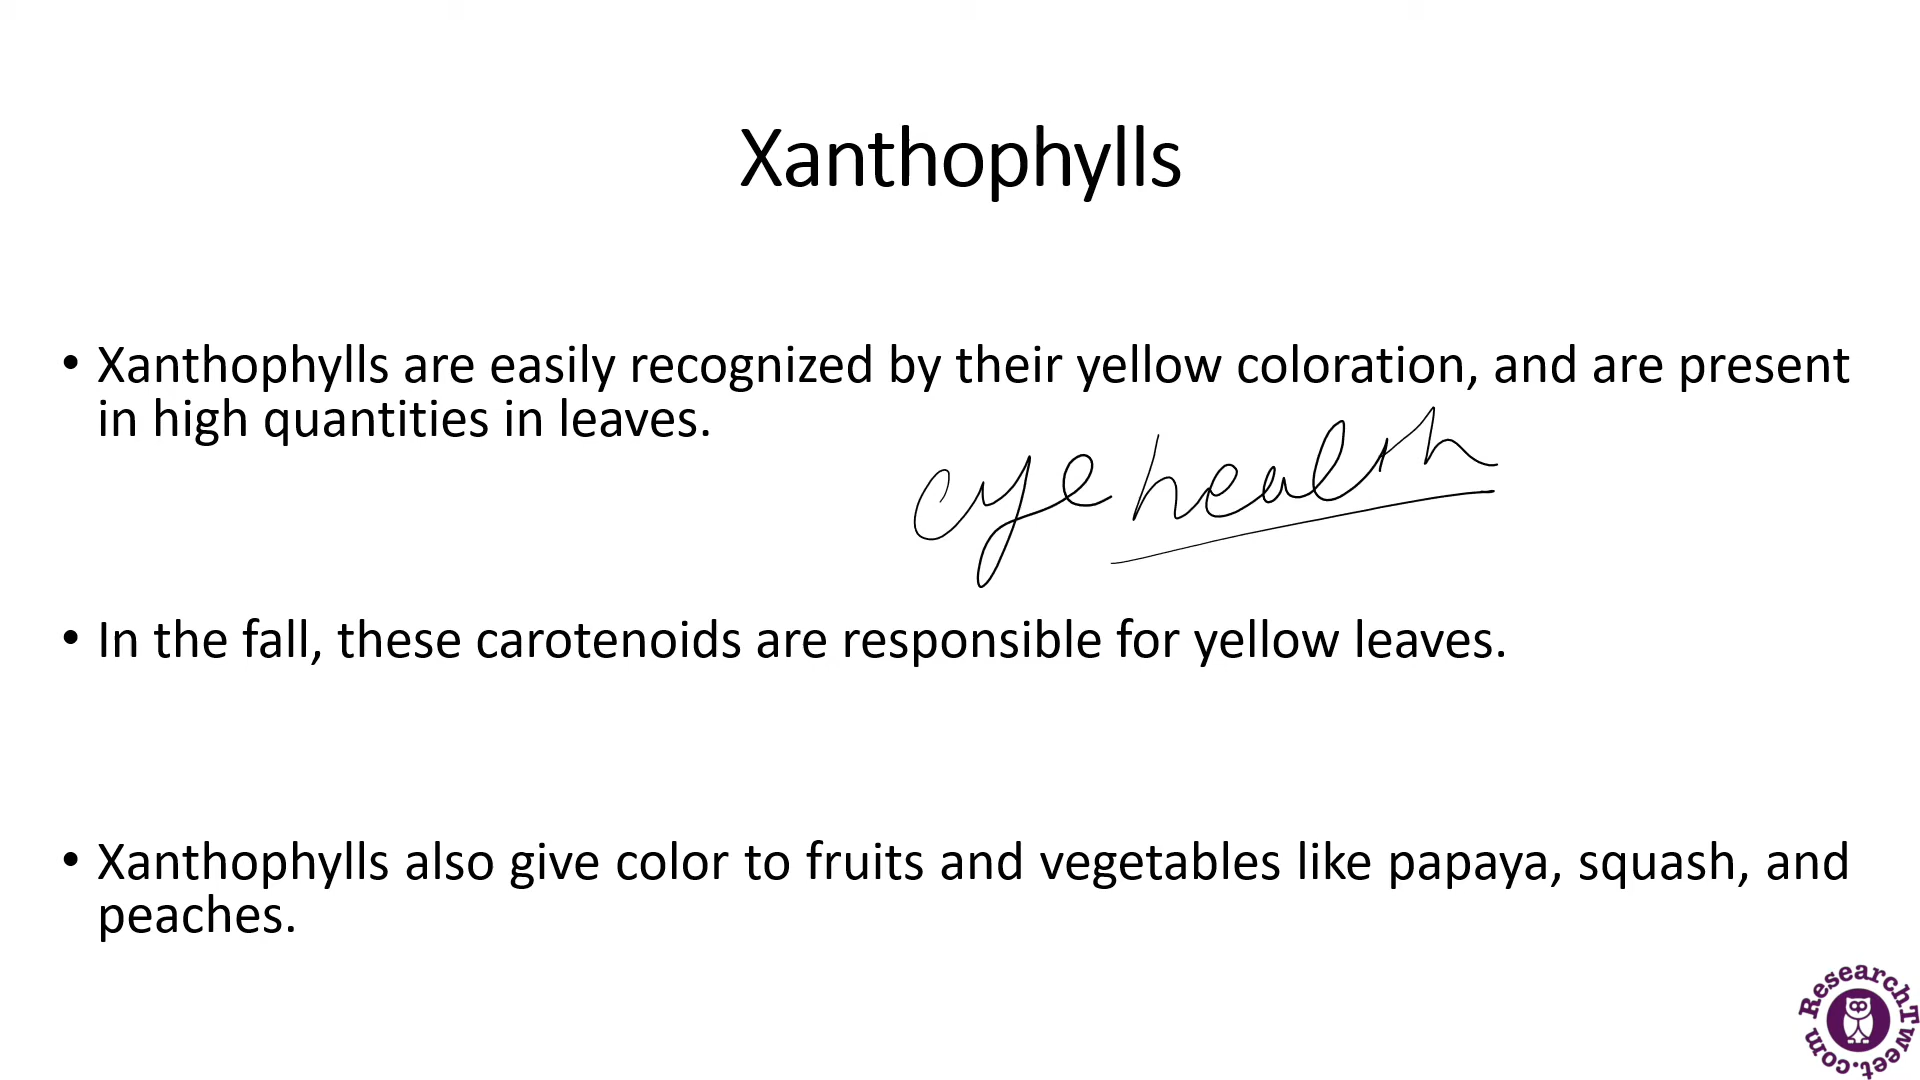 Xanthophylls
• Xanthophylls are easily recognized by their yellow coloration, and are present
in high quantities in leaves.
eye health
• In the fall, these carotenoids are responsible for yellow leaves.
• Xanthophylls also give color to fruits and vegetables like papaya, squash, and
peaches.
ResearchTweet.com